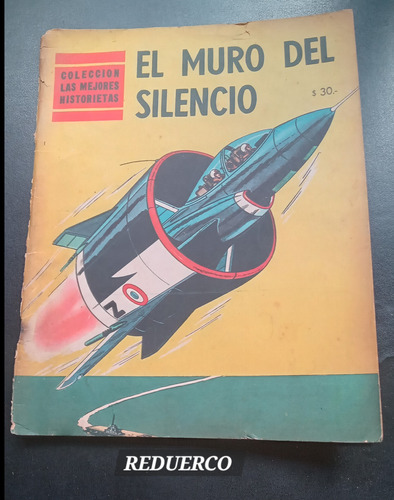 COLECCION
LAS MEJORES
HISTORIETAS
EL MURO DEL
SILENCIO
$ 30.-
N
REDUERCO